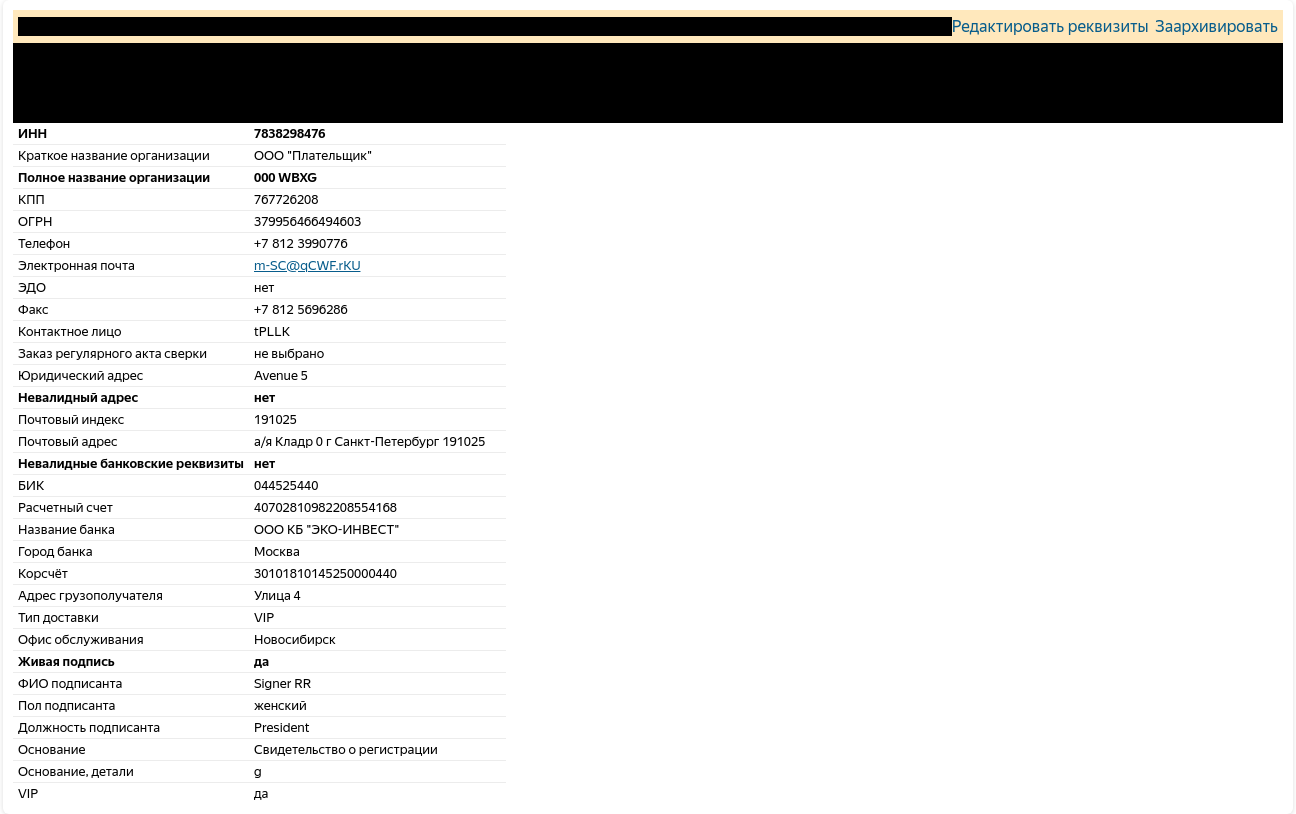 Редактировать реквизиты Заархивировать
ИНН 7838298476
Краткое название организации ООО "Плательщик"
Полное название организации 000 WBXG
КПП 767726208
ОГРН 379956466494603
Телефон +7 812 3990776
Электронная почта m-SC@qCWF.rKU
ЭДО нет
Факс +7 812 5696286
Контактное лицо tPLLK
Заказ регулярного акта сверки не выбрано
Юридический адрес Avenue 5
Невалидный адрес нет
Почтовый индекс 191025
Почтовый адрес а/я Кладр 0 г Санкт-Петербург 191025
Невалидные банковские реквизиты нет
БИК 044525440
Расчетный счет 40702810982208554168
Название банка ООО КБ "ЭКО-ИНВЕСТ"
Город банка Москва
Корсчёт 30101810145250000440
Адрес грузополучателя Улица 4
Тип доставки VIP
Офис обслуживания Новосибирск
Живая подпись да
ФИО подписанта Signer RR
Пол подписанта женский
Должность подписанта President
Основание Свидетельство о регистрации
Основание, детали g
VIP да